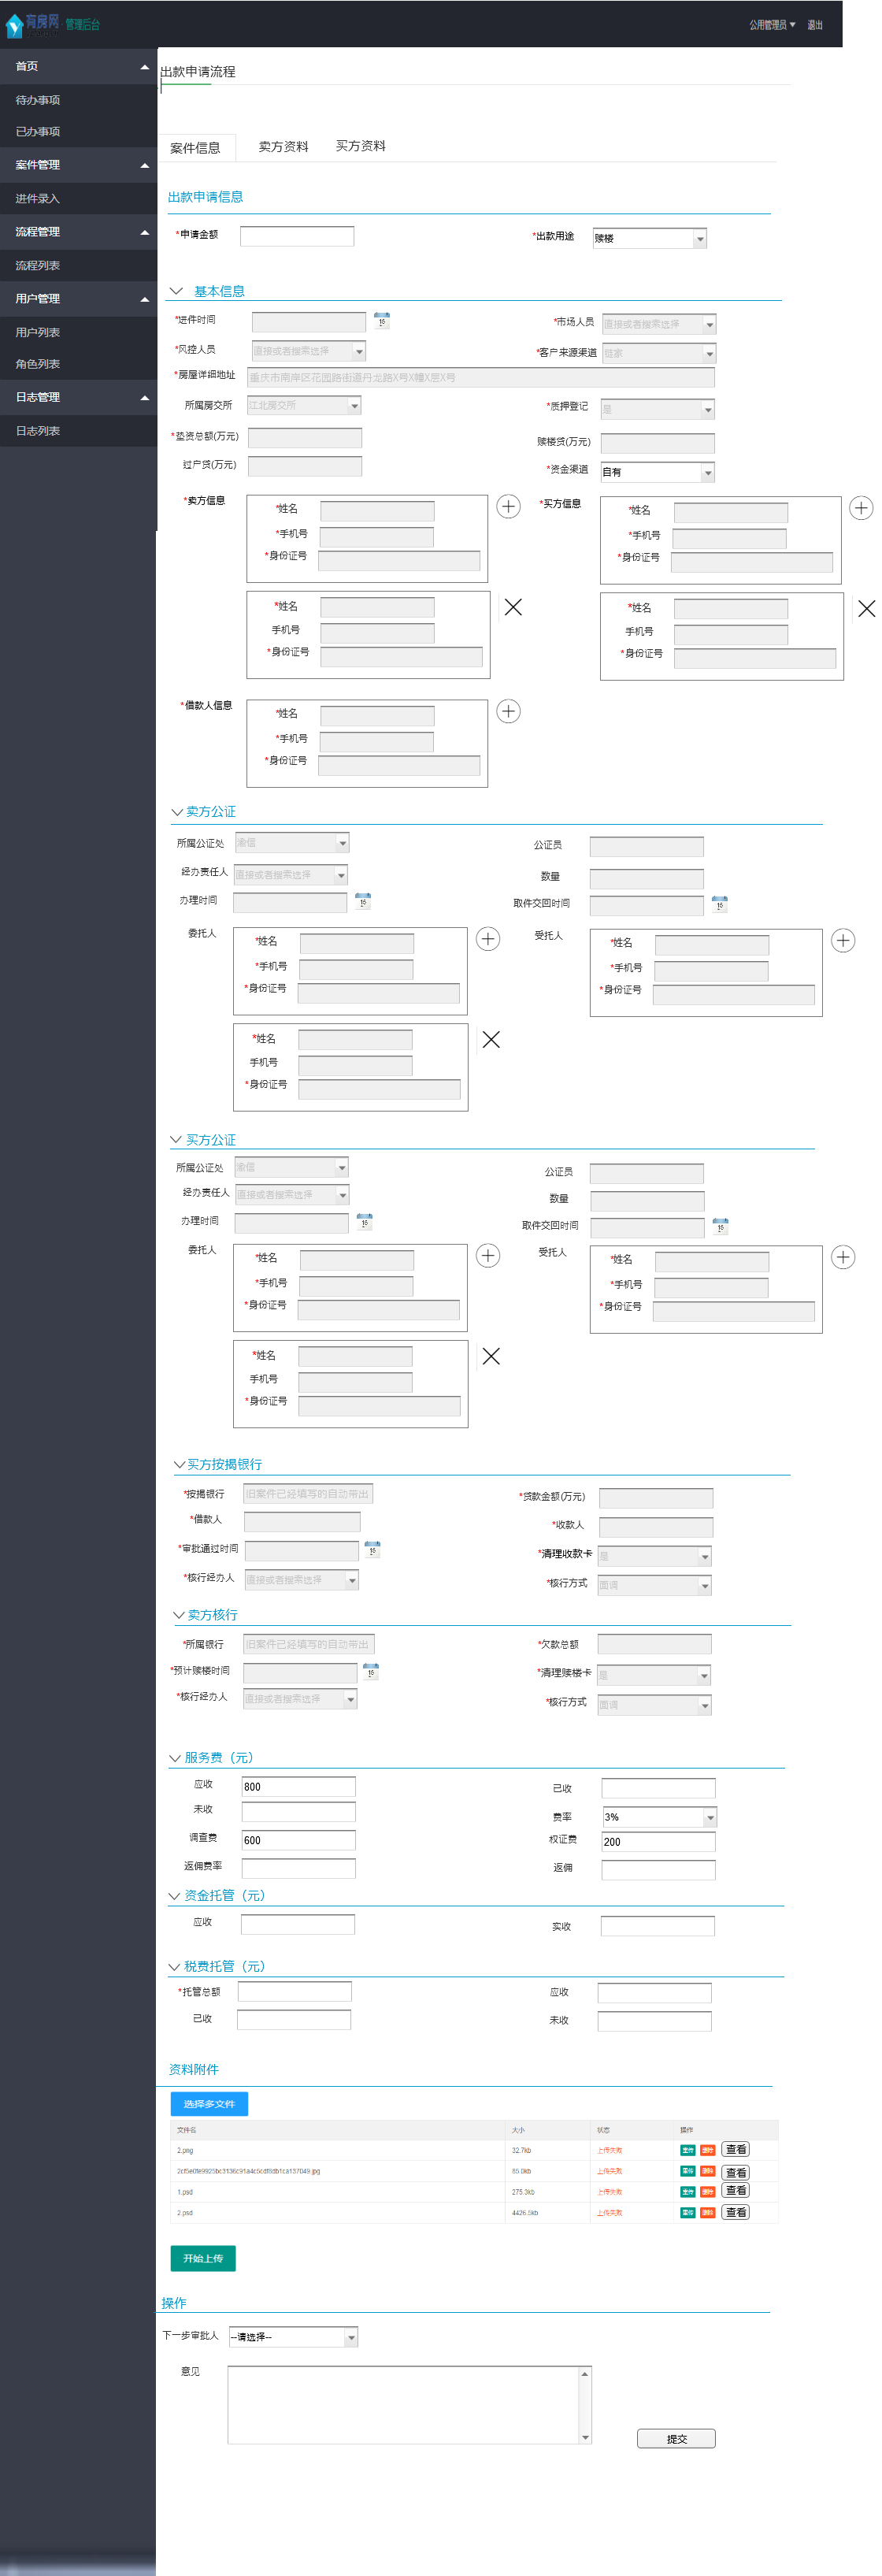 育房网 管理后台
公用管理员 退出
首页
待办事项
已办事项
案件管理
进件录入
流程管理
流程列表
用户管理
用户列表
角色列表
日志管理
日志列表
出款申请流程
案件信息 卖方资料 买方资料
出款申请信息
*申请金额 *出款用途 赎楼
基本信息
*进件时间 *市场人员 直接或者搜索选择
*风控人员 直接或者搜索选择 *客户来源渠道 链家
*房屋详细地址 重庆市南岸区花园路街道丹龙路X号X幢X层X号
所属房交所 江北房交所 *质押登记 是
*垫资总额(万元) 赎楼贷(万元)
过户贷(万元) *资金渠道 自有
*卖方信息 *姓名 *买方信息 *姓名
*手机号 *手机号
*身份证号 *身份证号
*姓名 *姓名
手机号 手机号
*身份证号 *身份证号
*借款人信息 *姓名
*手机号
*身份证号
卖方公证
所属公证处 渝信 公证员
经办责任人 直接或者搜索选择 数量
办理时间 取件交回时间
委托人 *姓名 受托人 *姓名
*手机号 *手机号
*身份证号 *身份证号
*姓名
手机号
*身份证号
买方公证
所属公证处 渝信 公证员
经办责任人 直接或者搜索选择 数量
办理时间 取件交回时间
委托人 *姓名 受托人 *姓名
*手机号 *手机号
*身份证号 *身份证号
*姓名
手机号
*身份证号
买方按揭银行
*按揭银行 旧案件已经填写的自动带出 *贷款金额(万元)
*借款人 *收款人
*审批通过时间 *清理收款卡 是
*核行经办人 直接或者搜索选择 *核行方式 面调
卖方核行
*所属银行 旧案件已经填写的自动带出 *欠款总额
*预计赎楼时间 *清理赎楼卡 是
*核行经办人 直接或者搜索选择 *核行方式 面调
服务费（元）
应收 800 已收
未收 费率 3%
调查费 600 权证费 200
返佣费率 返佣
资金托管（元）
应收 实收
税费托管（元）
*托管总额 应收
已收 未收
资料附件
选择多文件
文件名 大小 状态 操作
2.png 32.7kb 上传失败 重传 删除 查看
上传失败 重传 删除 查看
1.psd 275.3kb 上传失败 重传 删除 查看
2.psd 4426.5kb 上传失败 重传 删除 查看
开始上传
操作
下一步审批人 --请选择--
意见
提交